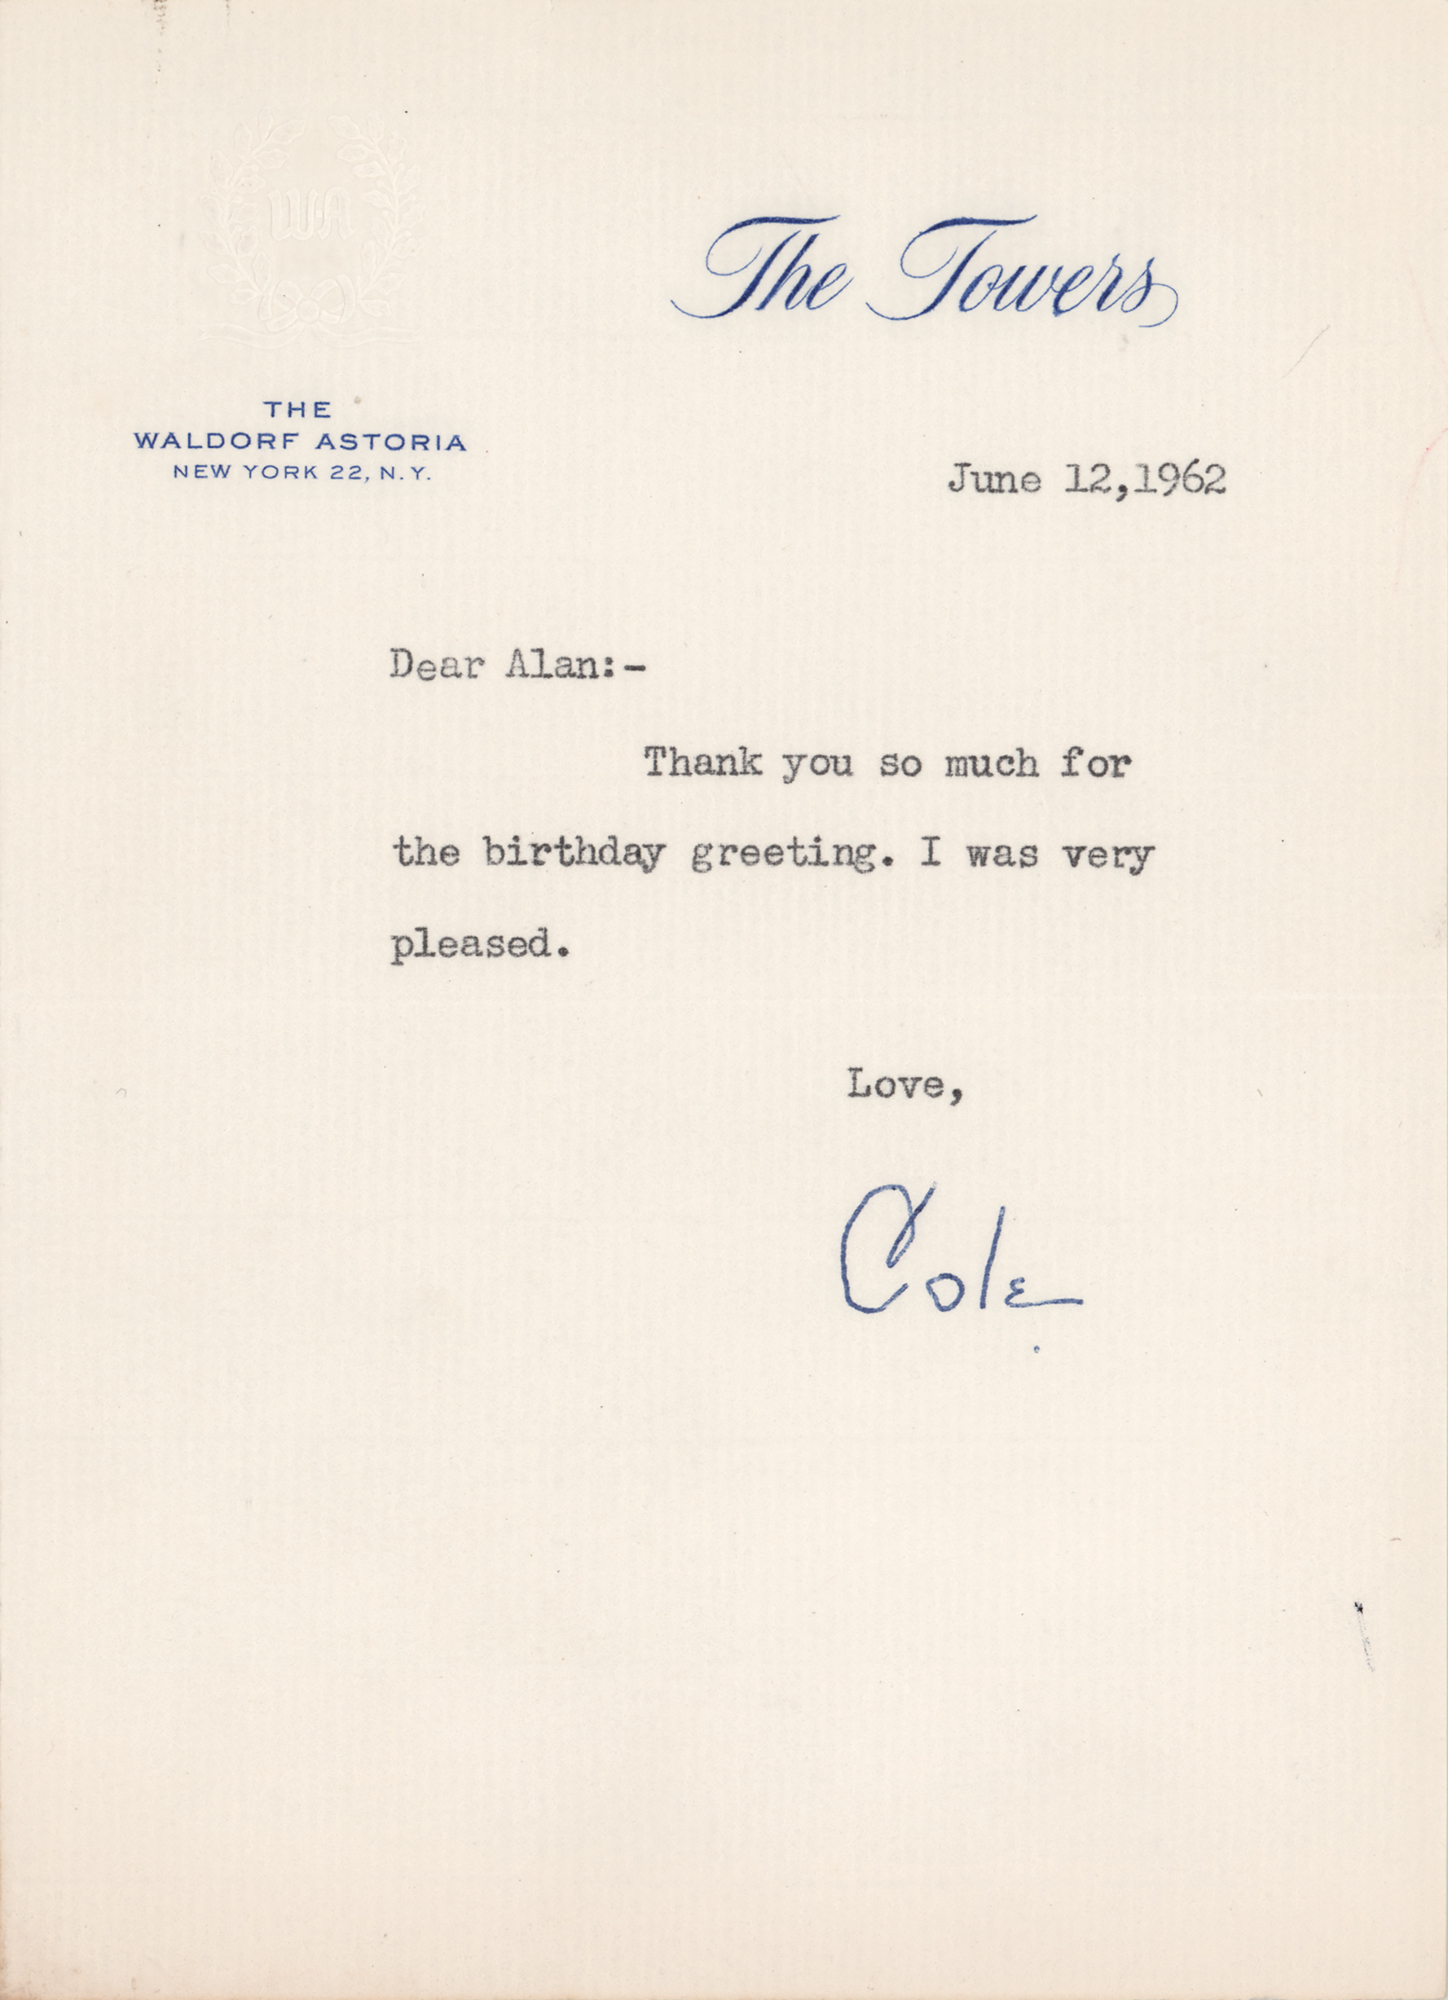 WA
The Towers
THE
WALDORF ASTORIA
NEW YORK 22, N.Y.
June 12,1962
Dear Alan:-
Thank you so much for
the birthday greeting. I was very
pleased.
Love,
Cole